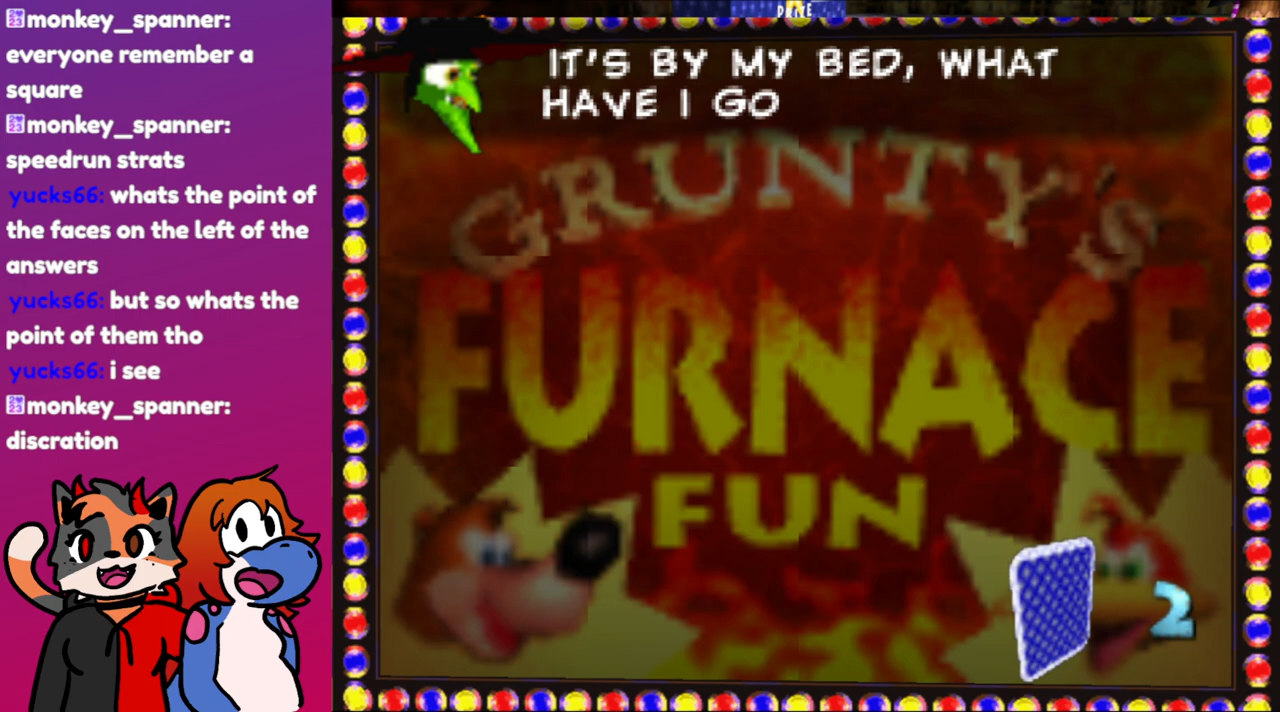 monkey_spanner:
everyone remember a
square
monkey_spanner:
speedrun strats
yucks66: whats the point of
the faces on the left of the
answers
yucks66: but so whats the
point of them tho
yucks66: i see
monkey_spanner:
discration
IT'S BY MY BED, WHAT
HAVE I GO
GRUNTY'S
FURNACE
FUN
2